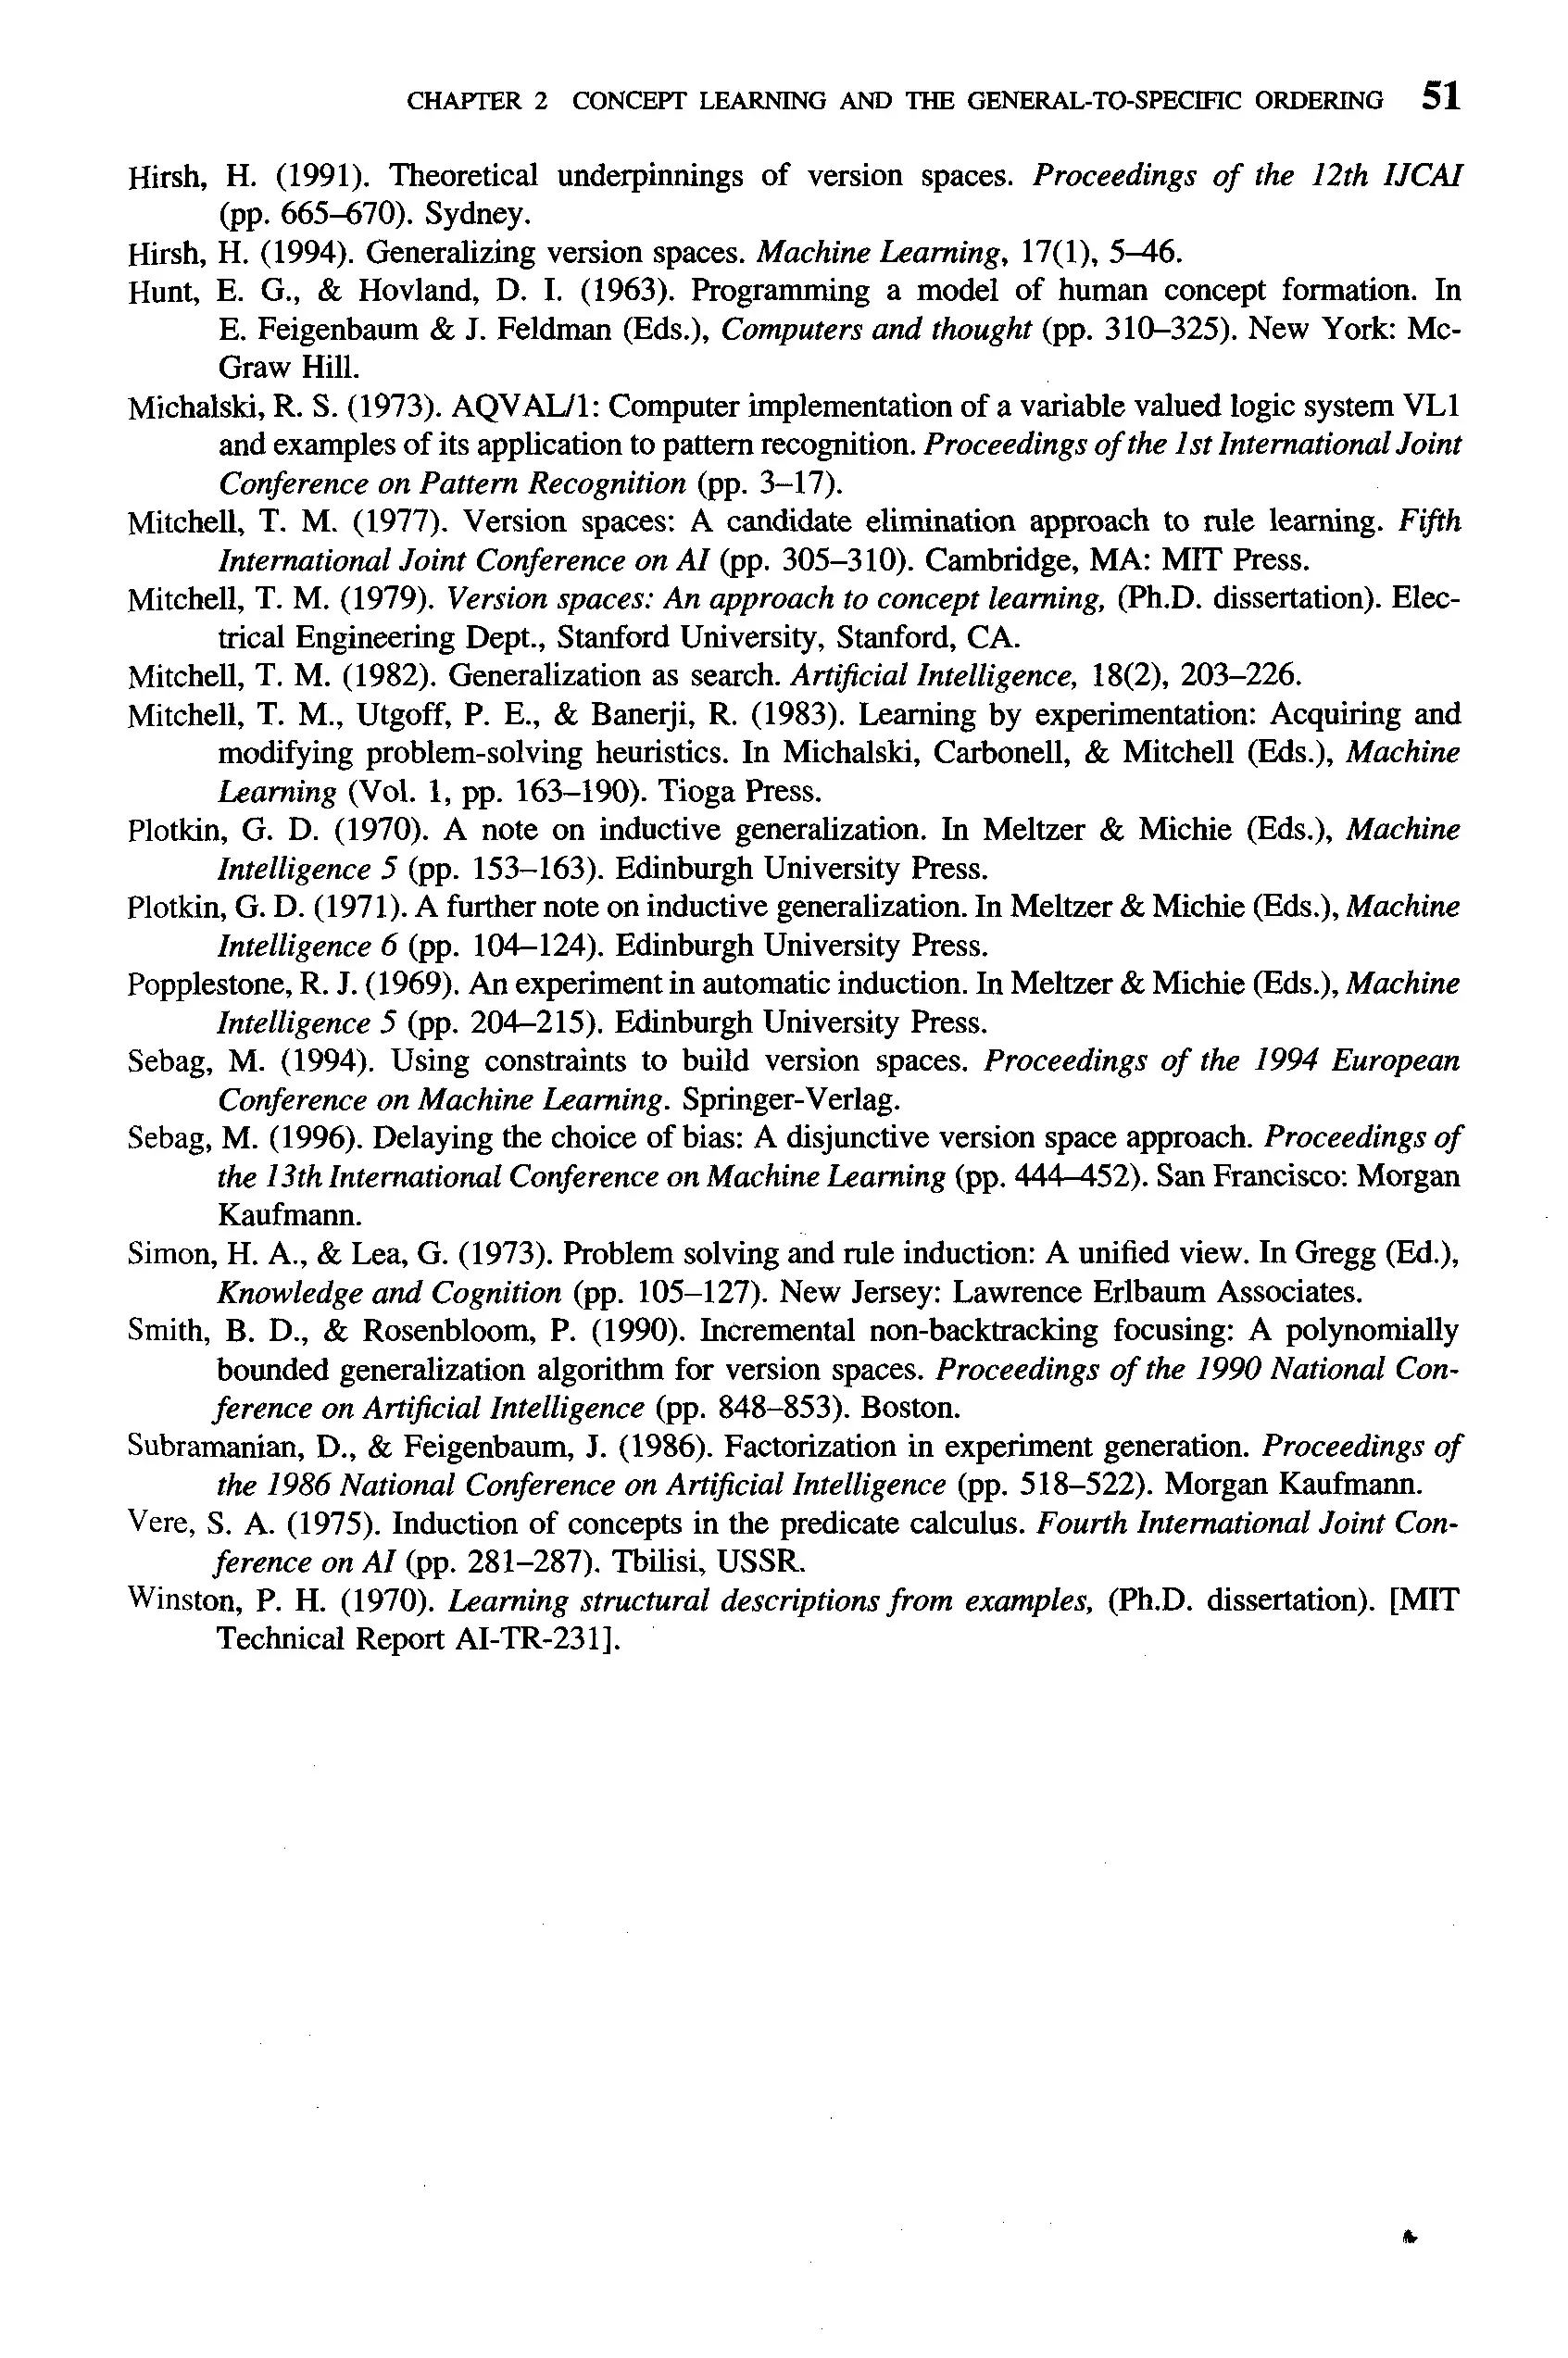 CHAPTER 2 CONCEPT LEARNING AND THE GENERAL-TO-SPECIFIC ORDERING 51
Hirsh, H. (1991). Theoretical underpinnings of version spaces. Proceedings of the 12th IJCAI
(pp. 665–670). Sydney.
Hirsh, H. (1994). Generalizing version spaces. Machine Learning, 17(1), 5–46.
Hunt, E. G., & Hovland, D. I. (1963). Programming a model of human concept formation. In
E. Feigenbaum & J. Feldman (Eds.), Computers and thought (pp. 310–325). New York: Mc-
Graw Hill.
Michalski, R. S. (1973). AQVAL/1: Computer implementation of a variable valued logic system VL1
and examples of its application to pattern recognition. Proceedings of the 1st International Joint
Conference on Pattern Recognition (pp. 3–17).
Mitchell, T. M. (1977). Version spaces: A candidate elimination approach to rule learning. Fifth
International Joint Conference on AI (pp. 305–310). Cambridge, MA: MIT Press.
Mitchell, T. M. (1979). Version spaces: An approach to concept learning, (Ph.D. dissertation). Elec-
trical Engineering Dept., Stanford University, Stanford, CA.
Mitchell, T. M. (1982). Generalization as search. Artificial Intelligence, 18(2), 203–226.
Mitchell, T. M., Utgoff, P. E., & Banerji, R. (1983). Learning by experimentation: Acquiring and
modifying problem-solving heuristics. In Michalski, Carbonell, & Mitchell (Eds.), Machine
Learning (Vol. 1, pp. 163–190). Tioga Press.
Plotkin, G. D. (1970). A note on inductive generalization. In Meltzer & Michie (Eds.), Machine
Intelligence 5 (pp. 153–163). Edinburgh University Press.
Plotkin, G. D. (1971). A further note on inductive generalization. In Meltzer & Michie (Eds.), Machine
Intelligence 6 (pp. 104–124). Edinburgh University Press.
Popplestone, R. J. (1969). An experiment in automatic induction. In Meltzer & Michie (Eds.), Machine
Intelligence 5 (pp. 204–215). Edinburgh University Press.
Sebag, M. (1994). Using constraints to build version spaces. Proceedings of the 1994 European
Conference on Machine Learning. Springer-Verlag.
Sebag, M. (1996). Delaying the choice of bias: A disjunctive version space approach. Proceedings of
the 13th International Conference on Machine Learning (pp. 444–452). San Francisco: Morgan
Kaufmann.
Simon, H. A., & Lea, G. (1973). Problem solving and rule induction: A unified view. In Gregg (Ed.),
Knowledge and Cognition (pp. 105–127). New Jersey: Lawrence Erlbaum Associates.
Smith, B. D., & Rosenbloom, P. (1990). Incremental non-backtracking focusing: A polynomially
bounded generalization algorithm for version spaces. Proceedings of the 1990 National Con-
ference on Artificial Intelligence (pp. 848–853). Boston.
Subramanian, D., & Feigenbaum, J. (1986). Factorization in experiment generation. Proceedings of
the 1986 National Conference on Artificial Intelligence (pp. 518–522). Morgan Kaufmann.
Vere, S. A. (1975). Induction of concepts in the predicate calculus. Fourth International Joint Con-
ference on AI (pp. 281–287). Tbilisi, USSR.
Winston, P. H. (1970). Learning structural descriptions from examples, (Ph.D. dissertation). [MIT
Technical Report AI-TR-231].